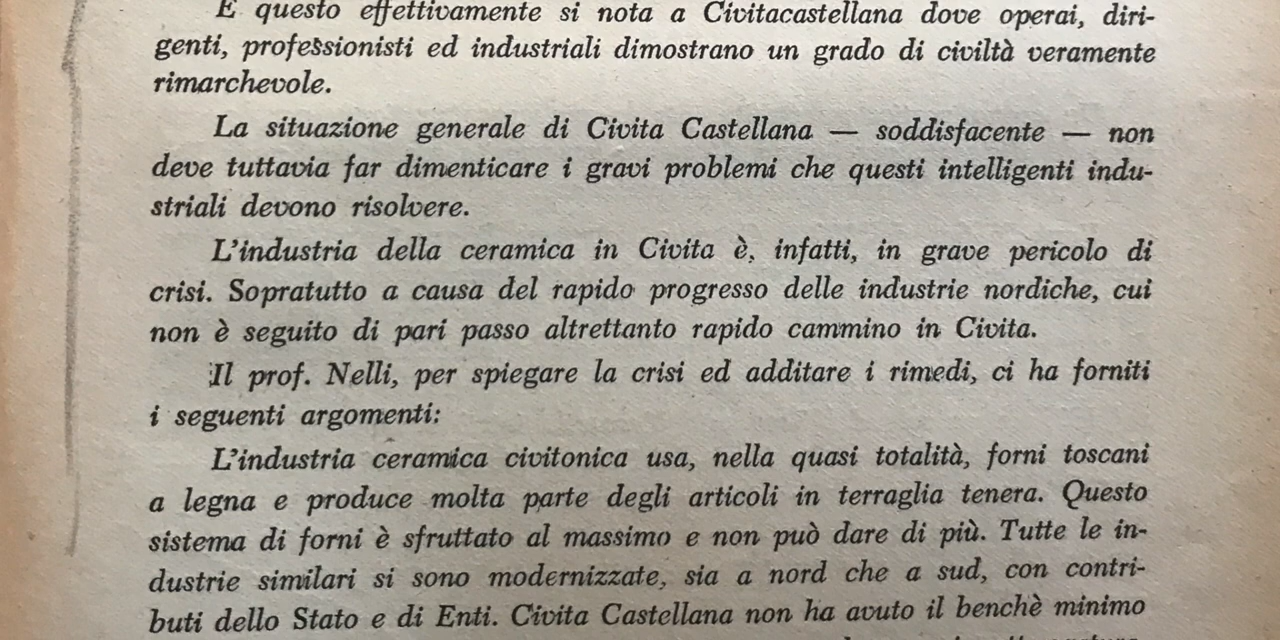 E questo effettivamente si nota a Civitacastellana dove operai, diri-
genti, professionisti ed industriali dimostrano un grado di civiltà veramente
rimarchevole.
La situazione generale di Civita Castellana — soddisfacente — non
deve tuttavia far dimenticare i gravi problemi che questi intelligenti indu-
striali devono risolvere.
L'industria della ceramica in Civita è, infatti, in grave pericolo di
crisi. Sopratutto a causa del rapido progresso delle industrie nordiche, cui
non è seguito di pari passo altrettanto rapido cammino in Civita.
Il prof. Nelli, per spiegare la crisi ed additare i rimedi, ci ha forniti
i seguenti argomenti:
L'industria ceramica civitonica usa, nella quasi totalità, forni toscani
a legna e produce molta parte degli articoli in terraglia tenera. Questo
sistema di forni è sfruttato al massimo e non può dare di più. Tutte le in-
dustrie similari si sono modernizzate, sia a nord che a sud, con contri-
buti dello Stato e di Enti. Civita Castellana non ha avuto il benchè minimo